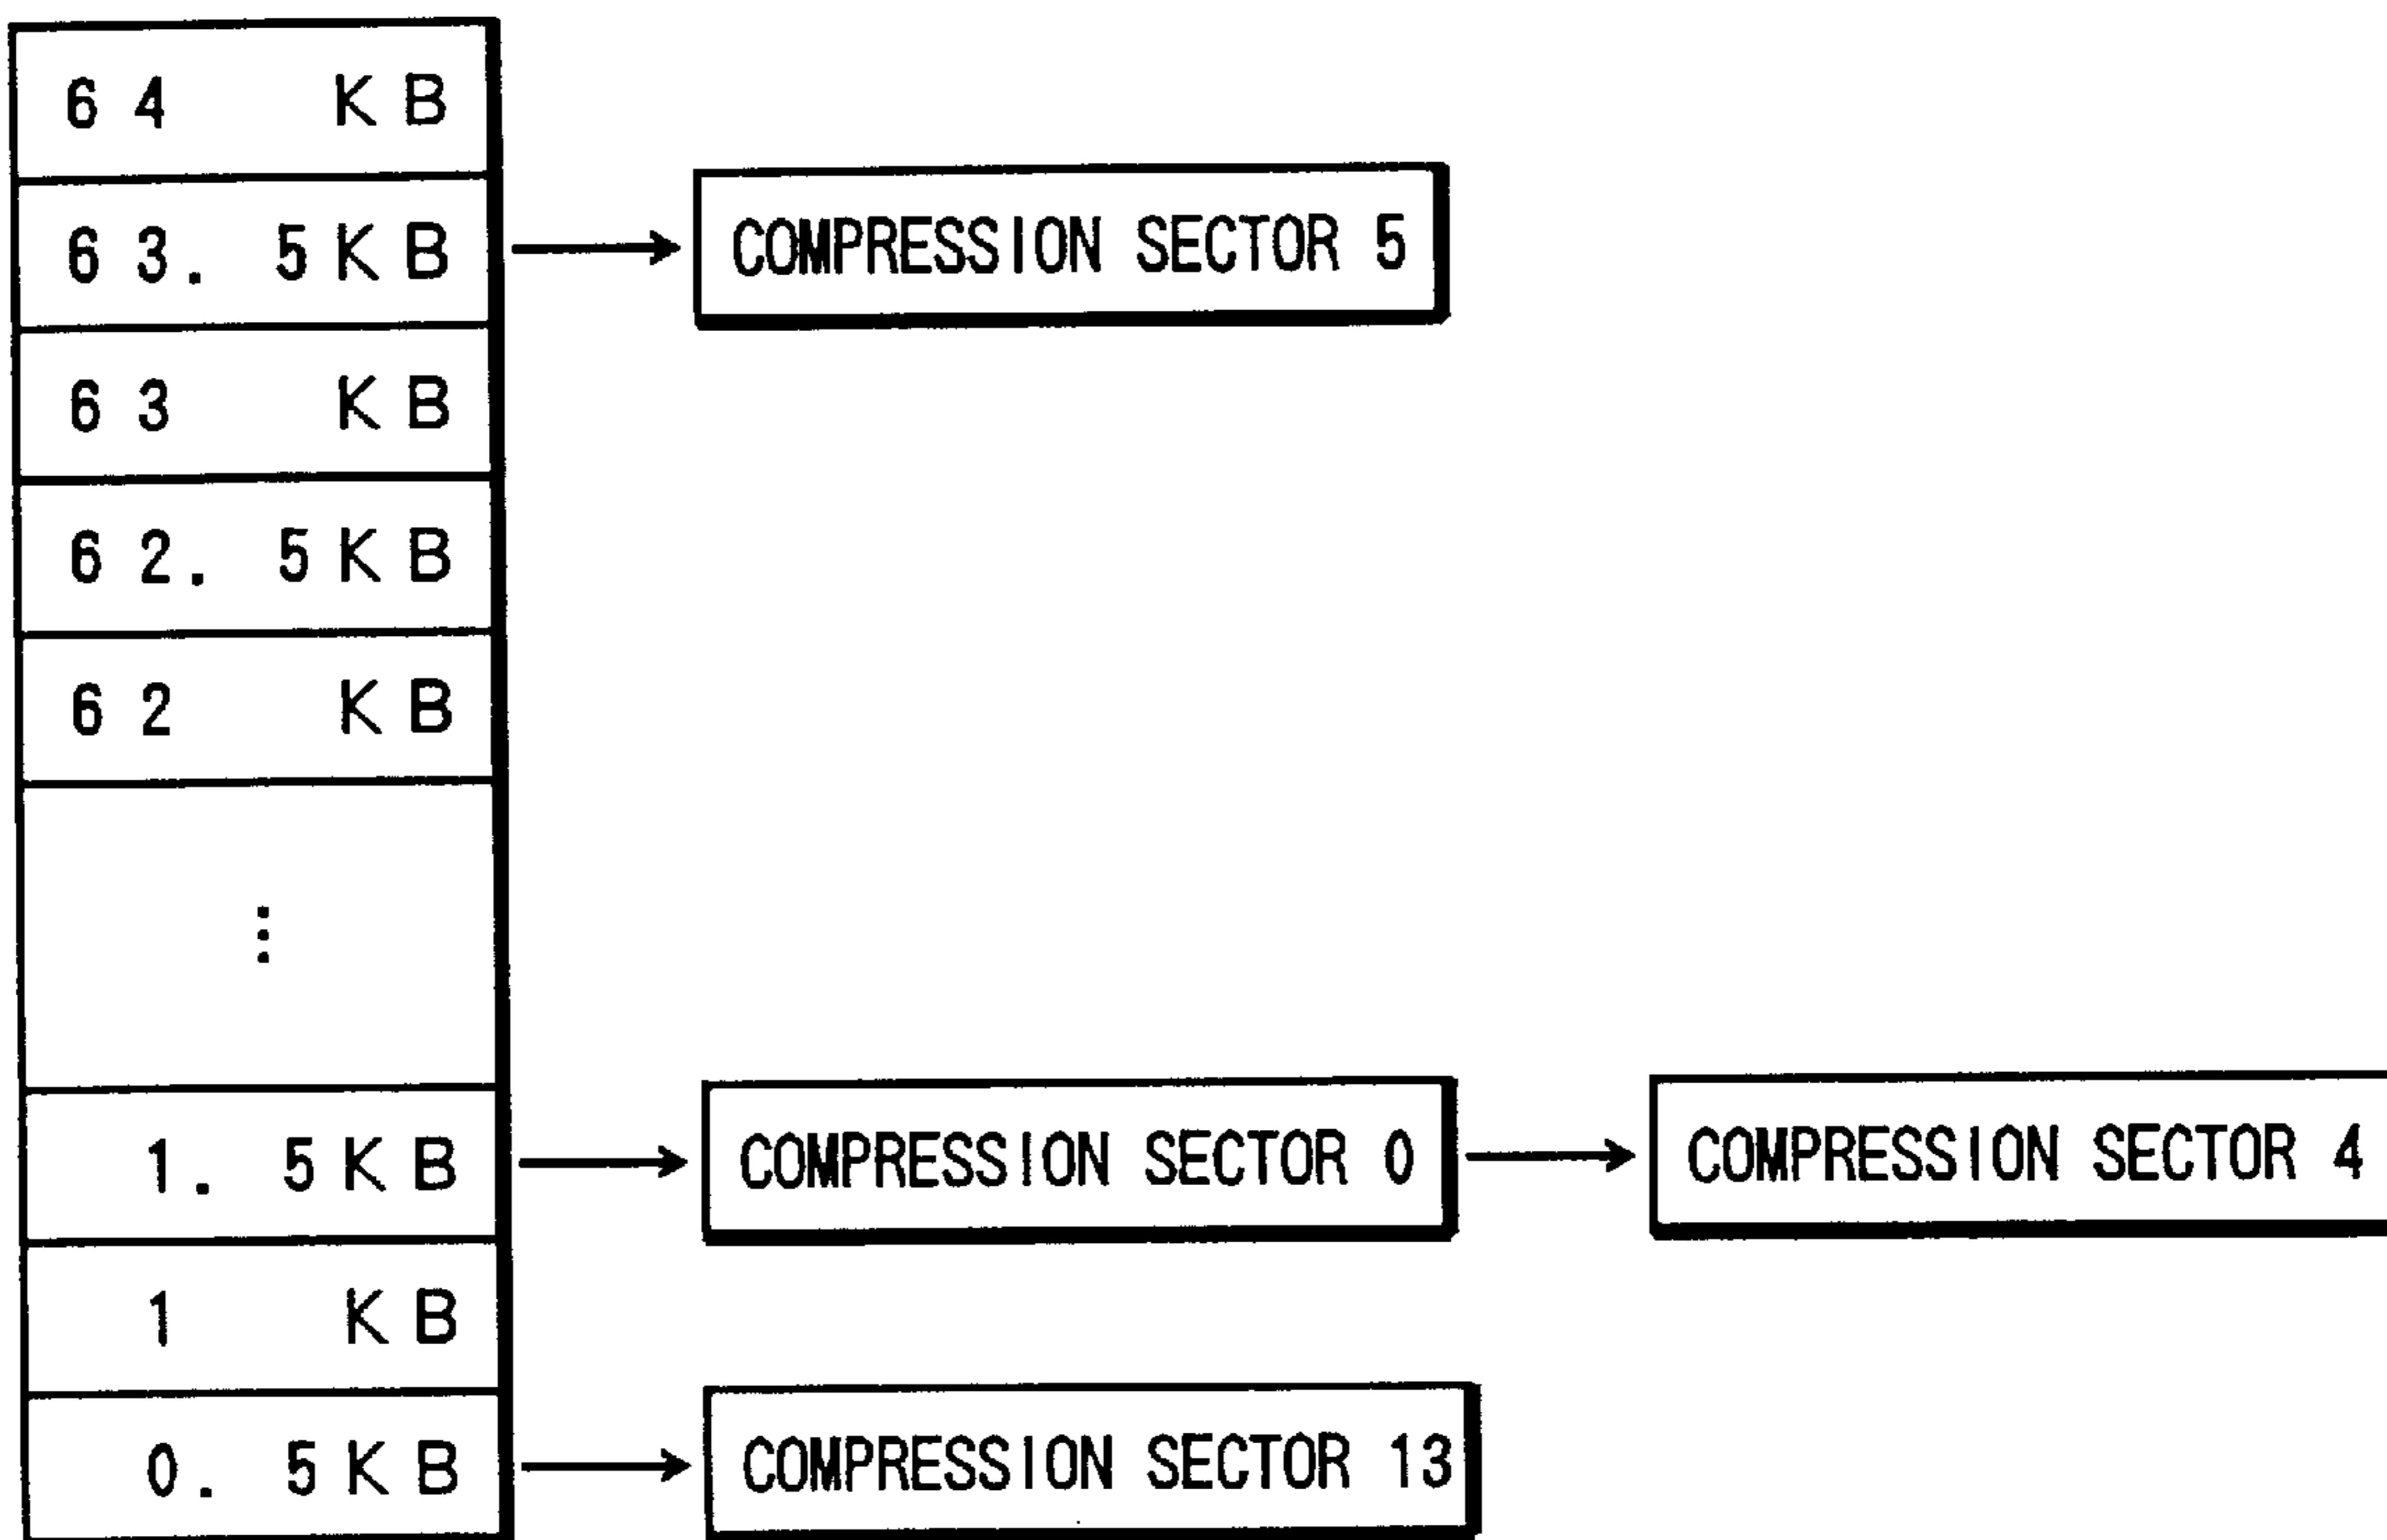 64 KB
63.5KB
COMPRESSION SECTOR 5
63 KB
62.5KB
62 KB
⋮
1.5KB
COMPRESSION SECTOR 0
COMPRESSION SECTOR 4
1 KB
0.5KB
COMPRESSION SECTOR 13